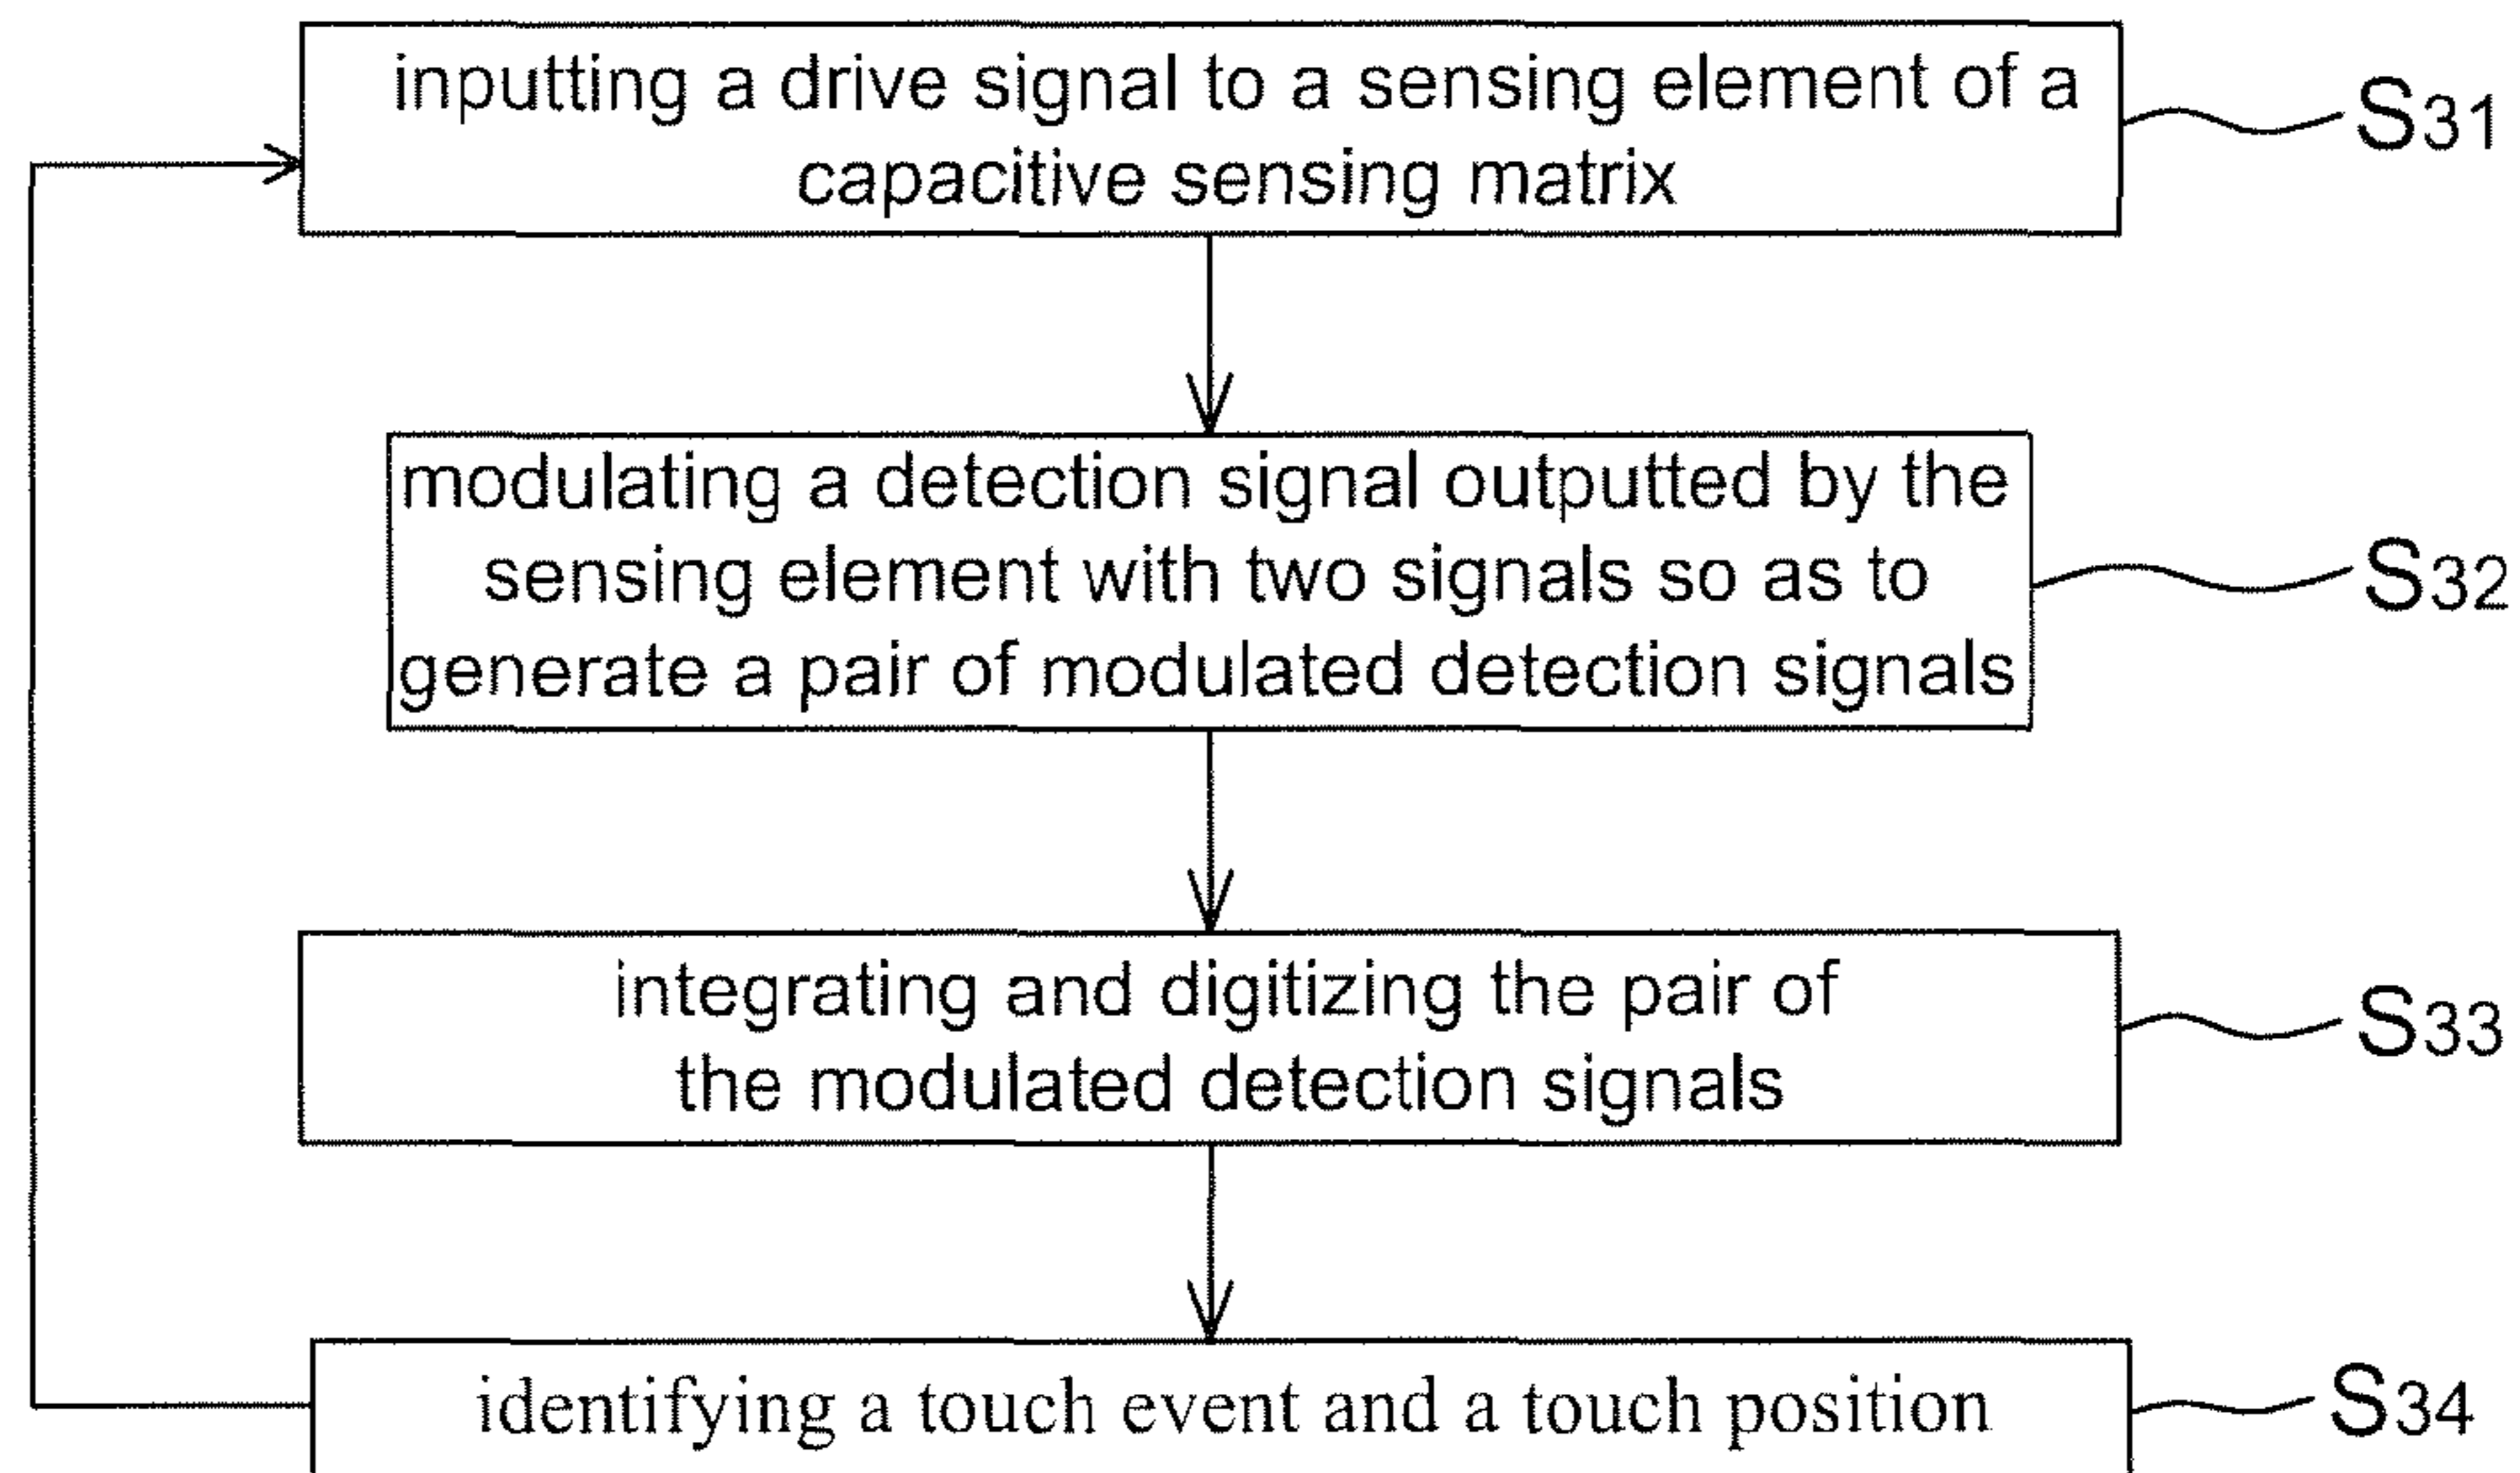 inputting a drive signal to a sensing element of a
capacitive sensing matrix
S31
modulating a detection signal outputted by the
sensing element with two signals so as to
generate a pair of modulated detection signals
S32
integrating and digitizing the pair of
the modulated detection signals
S33
identifying a touch event and a touch position
S34